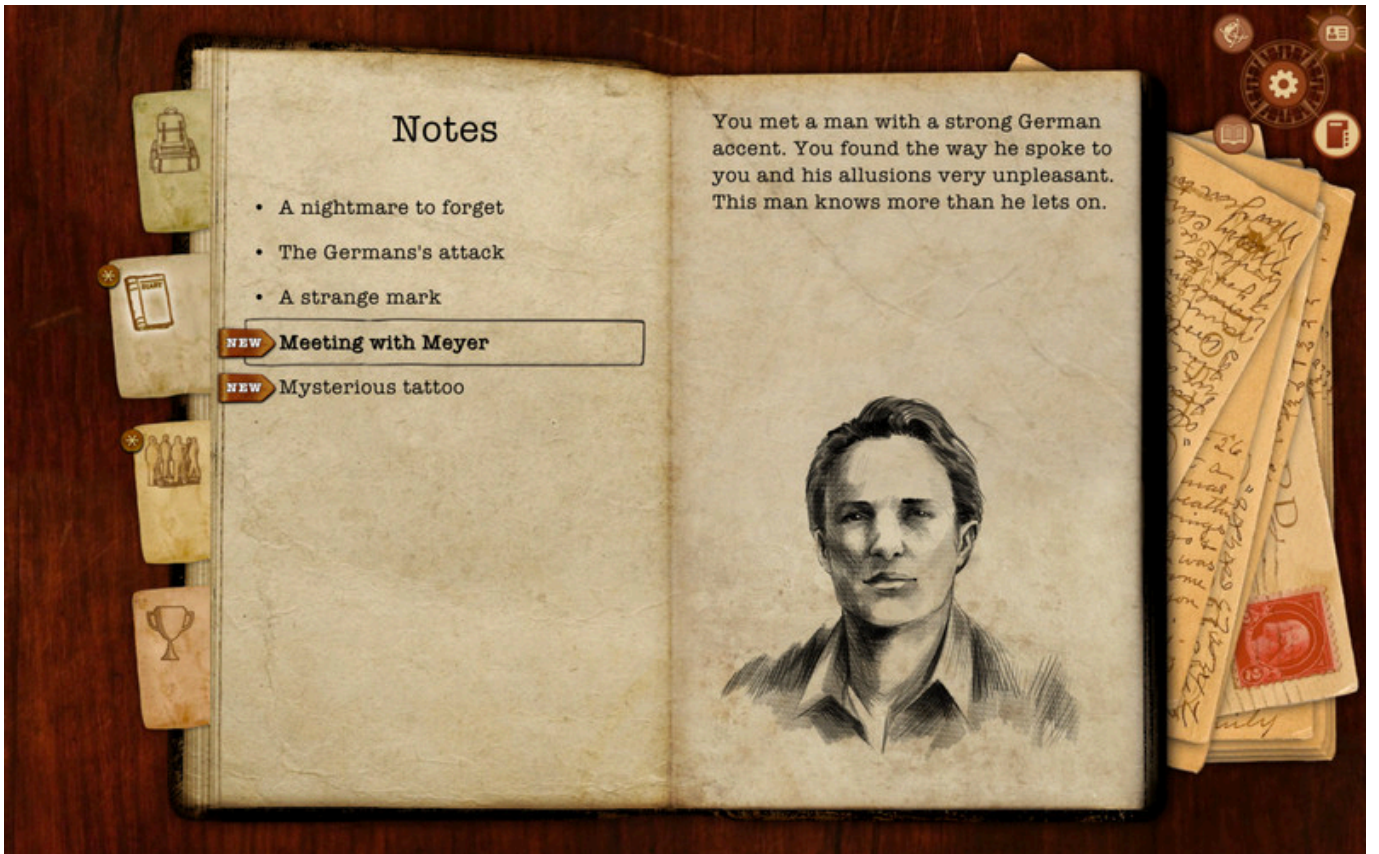 Notes
• A nightmare to forget
• The Germans's attack
• A strange mark
NEW Meeting with Meyer
NEW Mysterious tattoo
You met a man with a strong German
accent. You found the way he spoke to
you and his allusions very unpleasant.
This man knows more than he lets on.
DIARY